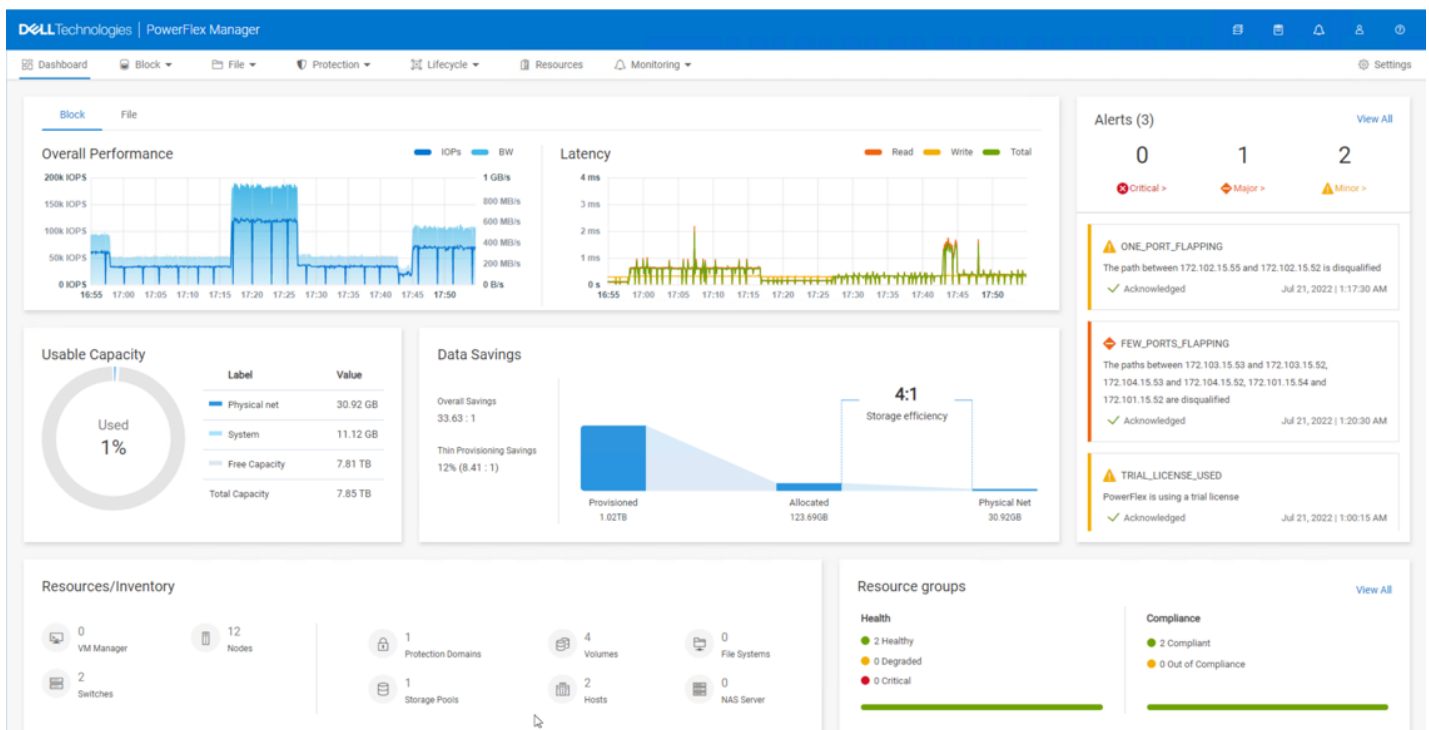 DELLTechnologies | PowerFlex Manager
Dashboard Block File Protection Lifecycle Resources Monitoring Settings
Block File
Overall Performance
IOPs BW
200k IOPS
150k IOPS
100k IOPS
50k IOPS
0 IOPS
1 GB/s
800 MB/s
600 MB/s
400 MB/s
200 MB/s
0 B/s
16:55 17:00 17:05 17:10 17:15 17:20 17:25 17:30 17:35 17:40 17:45 17:50
Latency
Read Write Total
4 ms
3 ms
2 ms
1 ms
0 s
16:55 17:00 17:05 17:10 17:15 17:20 17:25 17:30 17:35 17:40 17:45 17:50
Alerts (3) View All
0 1 2
Critical > Major > Minor >
ONE_PORT_FLAPPING
The path between 172.102.15.55 and 172.102.15.52 is disqualified
Acknowledged Jul 21, 2022 | 1:17:30 AM
FEW_PORTS_FLAPPING
The paths between 172.103.15.53 and 172.103.15.52,
172.104.15.53 and 172.104.15.52, 172.101.15.54 and
172.101.15.52 are disqualified
Acknowledged Jul 21, 2022 | 1:20:30 AM
TRIAL_LICENSE_USED
PowerFlex is using a trial license
Acknowledged Jul 21, 2022 | 1:00:15 AM
Usable Capacity
Used
1%
Label Value
Physical net 30.92 GB
System 11.12 GB
Free Capacity 7.81 TB
Total Capacity 7.85 TB
Data Savings
Overall Savings
33.63 : 1
Thin Provisioning Savings
12% (8.41 : 1)
4:1
Storage efficiency
Provisioned
1.02TB
Allocated
123.69GB
Physical Net
30.92GB
Resources/Inventory
0
VM Manager
12
Nodes
2
Switches
1
Protection Domains
4
Volumes
0
File Systems
1
Storage Pools
2
Hosts
0
NAS Server
Resource groups View All
Health
2 Healthy
0 Degraded
0 Critical
Compliance
2 Compliant
0 Out of Compliance